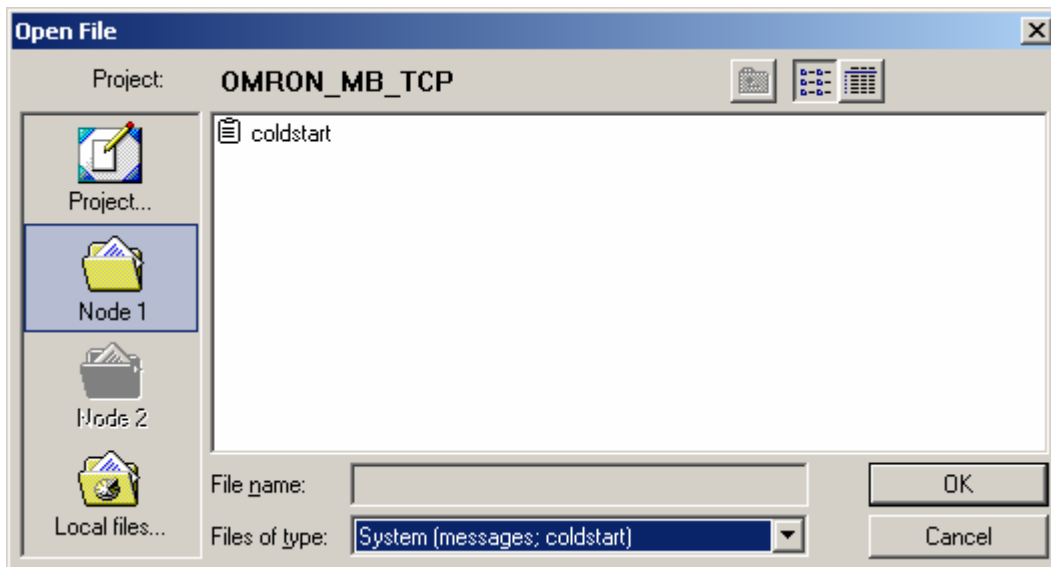 Open File
Project: OMRON_MB_TCP
coldstart
Project...
Node 1
Node 2
Local files...
File name:
OK
Files of type: System (messages; coldstart)
Cancel